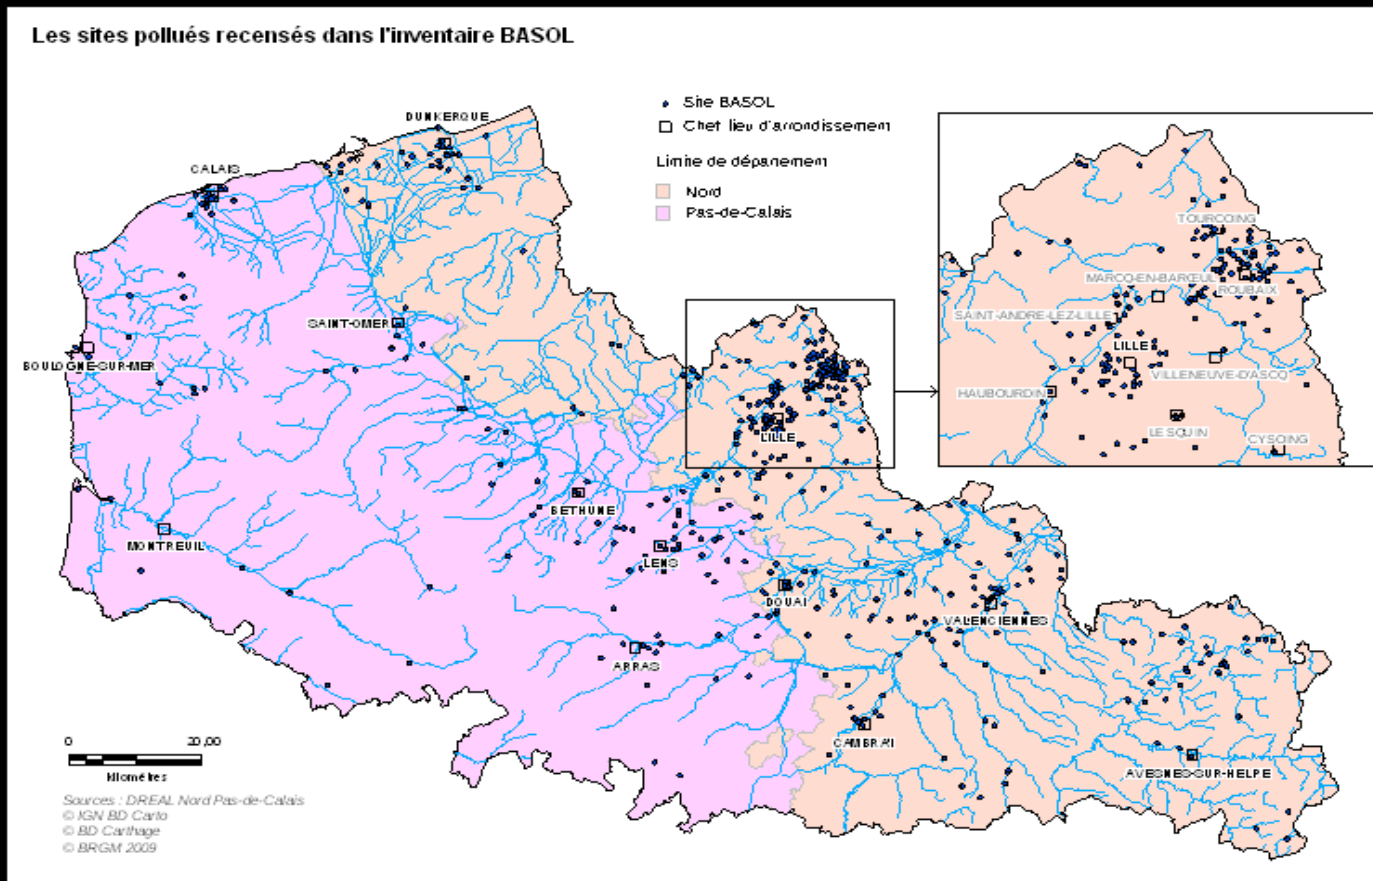 Les sites pollués recensés dans l'inventaire BASOL
Site BASOL
Chef lieu d'arrondissement
Limite de département
Nord
Pas-de-Calais
DUNKERQUE
CALAIS
SAINT-OMER
BOULOGNE-SUR-MER
MONTREUIL
BETHUNE
LENS
ARRAS
LILLE
DOUAI
VALENCIENNES
CAMBRAI
AVESNES-SUR-HELPE
TOURCOING
MARCQ-EN-BARŒUL
ROUBAIX
SAINT-ANDRE-LEZ-LILLE
LILLE
VILLENEUVE-D'ASCQ
HAUBOURDIN
LESQUIN
CYSOING
0 20,00
kilomètres
Sources : DREAL Nord Pas-de-Calais
© IGN BD Carto
© BD Carthage
© BRGM 2009